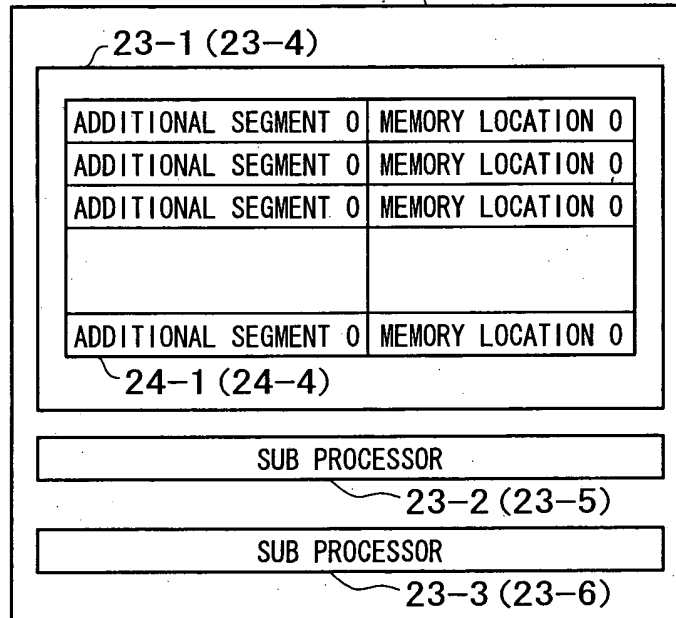 23-1 (23-4)
ADDITIONAL SEGMENT 0 MEMORY LOCATION 0
ADDITIONAL SEGMENT 0 MEMORY LOCATION 0
ADDITIONAL SEGMENT 0 MEMORY LOCATION 0
ADDITIONAL SEGMENT 0 MEMORY LOCATION 0
24-1 (24-4)
SUB PROCESSOR
23-2 (23-5)
SUB PROCESSOR
23-3 (23-6)